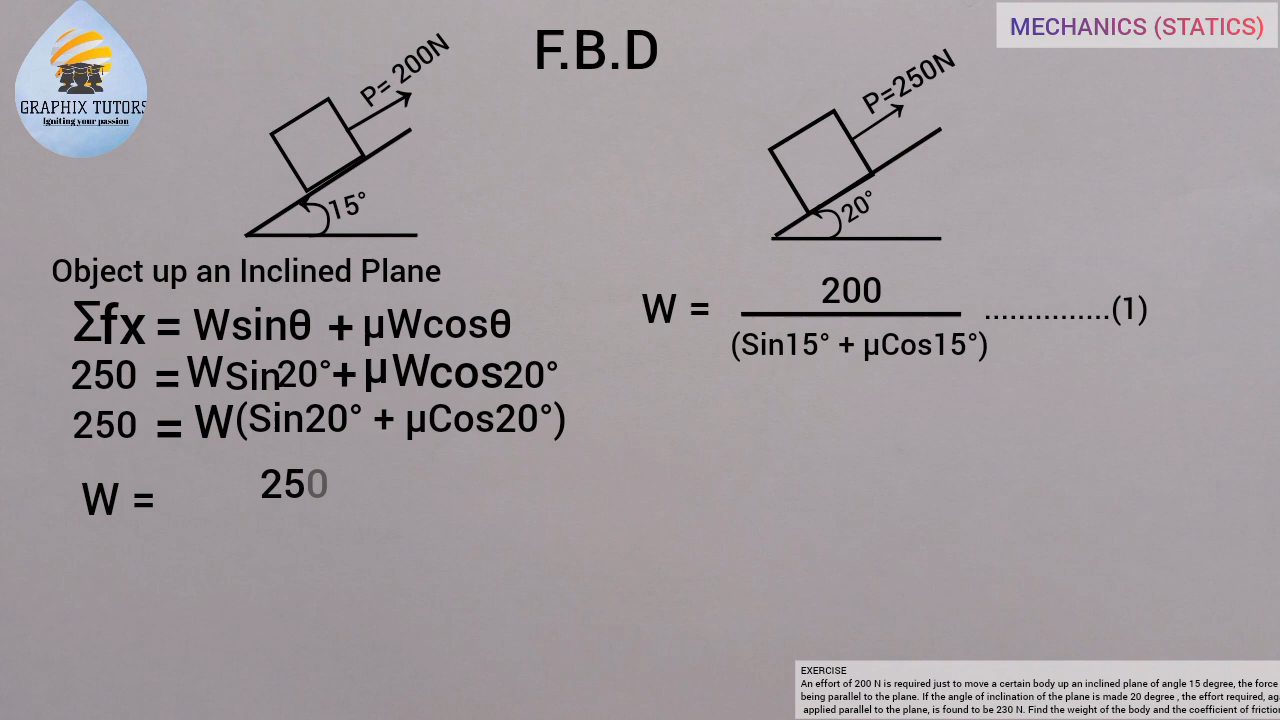 GRAPHIX TUTORS
Igniting your passion
F.B.D
MECHANICS (STATICS)
P= 200N
15°
P=250N
20°
Object up an Inclined Plane
Σfx = Wsinθ + μWcosθ
250 = WSin20° + μWcos20°
250 = W(Sin20° + μCos20°)
W = 250
W = 200
(Sin15° + μCos15°) ...............(1)
EXERCISE
An effort of 200 N is required just to move a certain body up an inclined plane of angle 15 degree, the force
being parallel to the plane. If the angle of inclination of the plane is made 20 degree , the effort required, ag
applied parallel to the plane, is found to be 230 N. Find the weight of the body and the coefficient of frictio